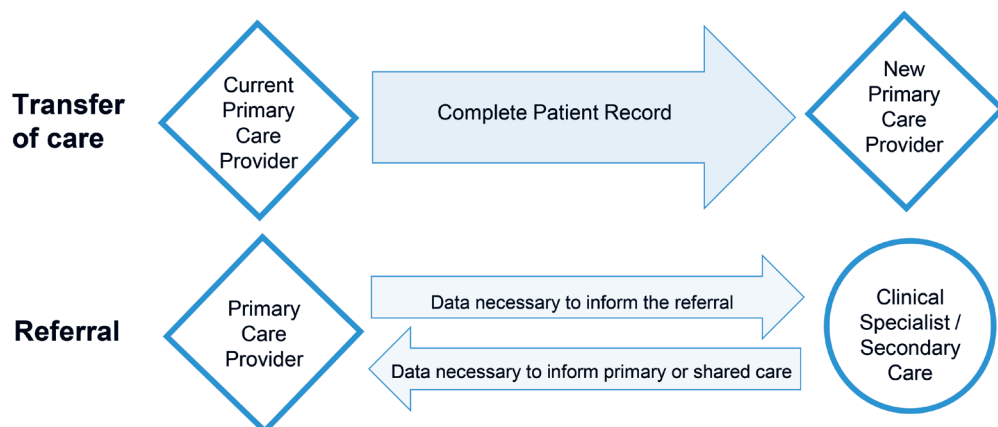 Transfer
of care
Current
Primary
Care
Provider
Complete Patient Record
New
Primary
Care
Provider
Referral
Primary
Care
Provider
Data necessary to inform the referral
Data necessary to inform primary or shared care
Clinical
Specialist /
Secondary
Care